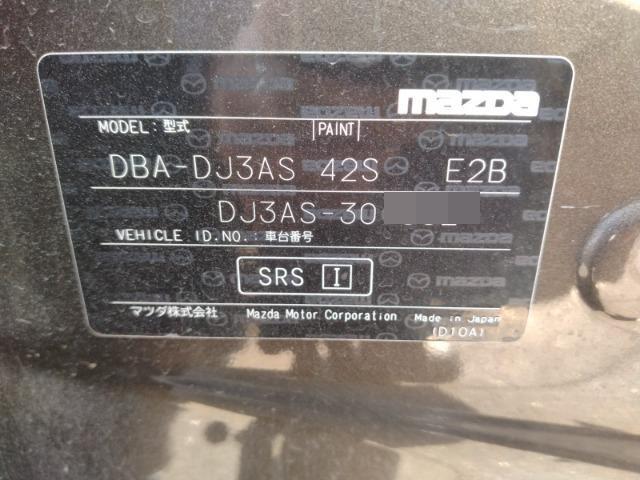 mazda
MODEL: 型式 |PAINT|
DBA-DJ3AS 42S E2B
DJ3AS-30
VEHICLE ID.NO.: 車台番号
SRS I
マツダ株式会社 Mazda Motor Corporation Made in Japan
(D10A)